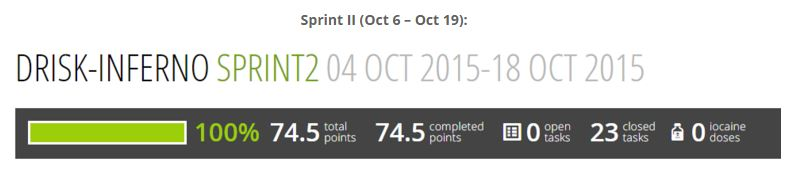 Sprint II (Oct 6 – Oct 19):
DRISK-INFERNO SPRINT2 04 OCT 2015-18 OCT 2015
100% 74.5 total points 74.5 completed points 0 open tasks 23 closed tasks 0 iocaine doses